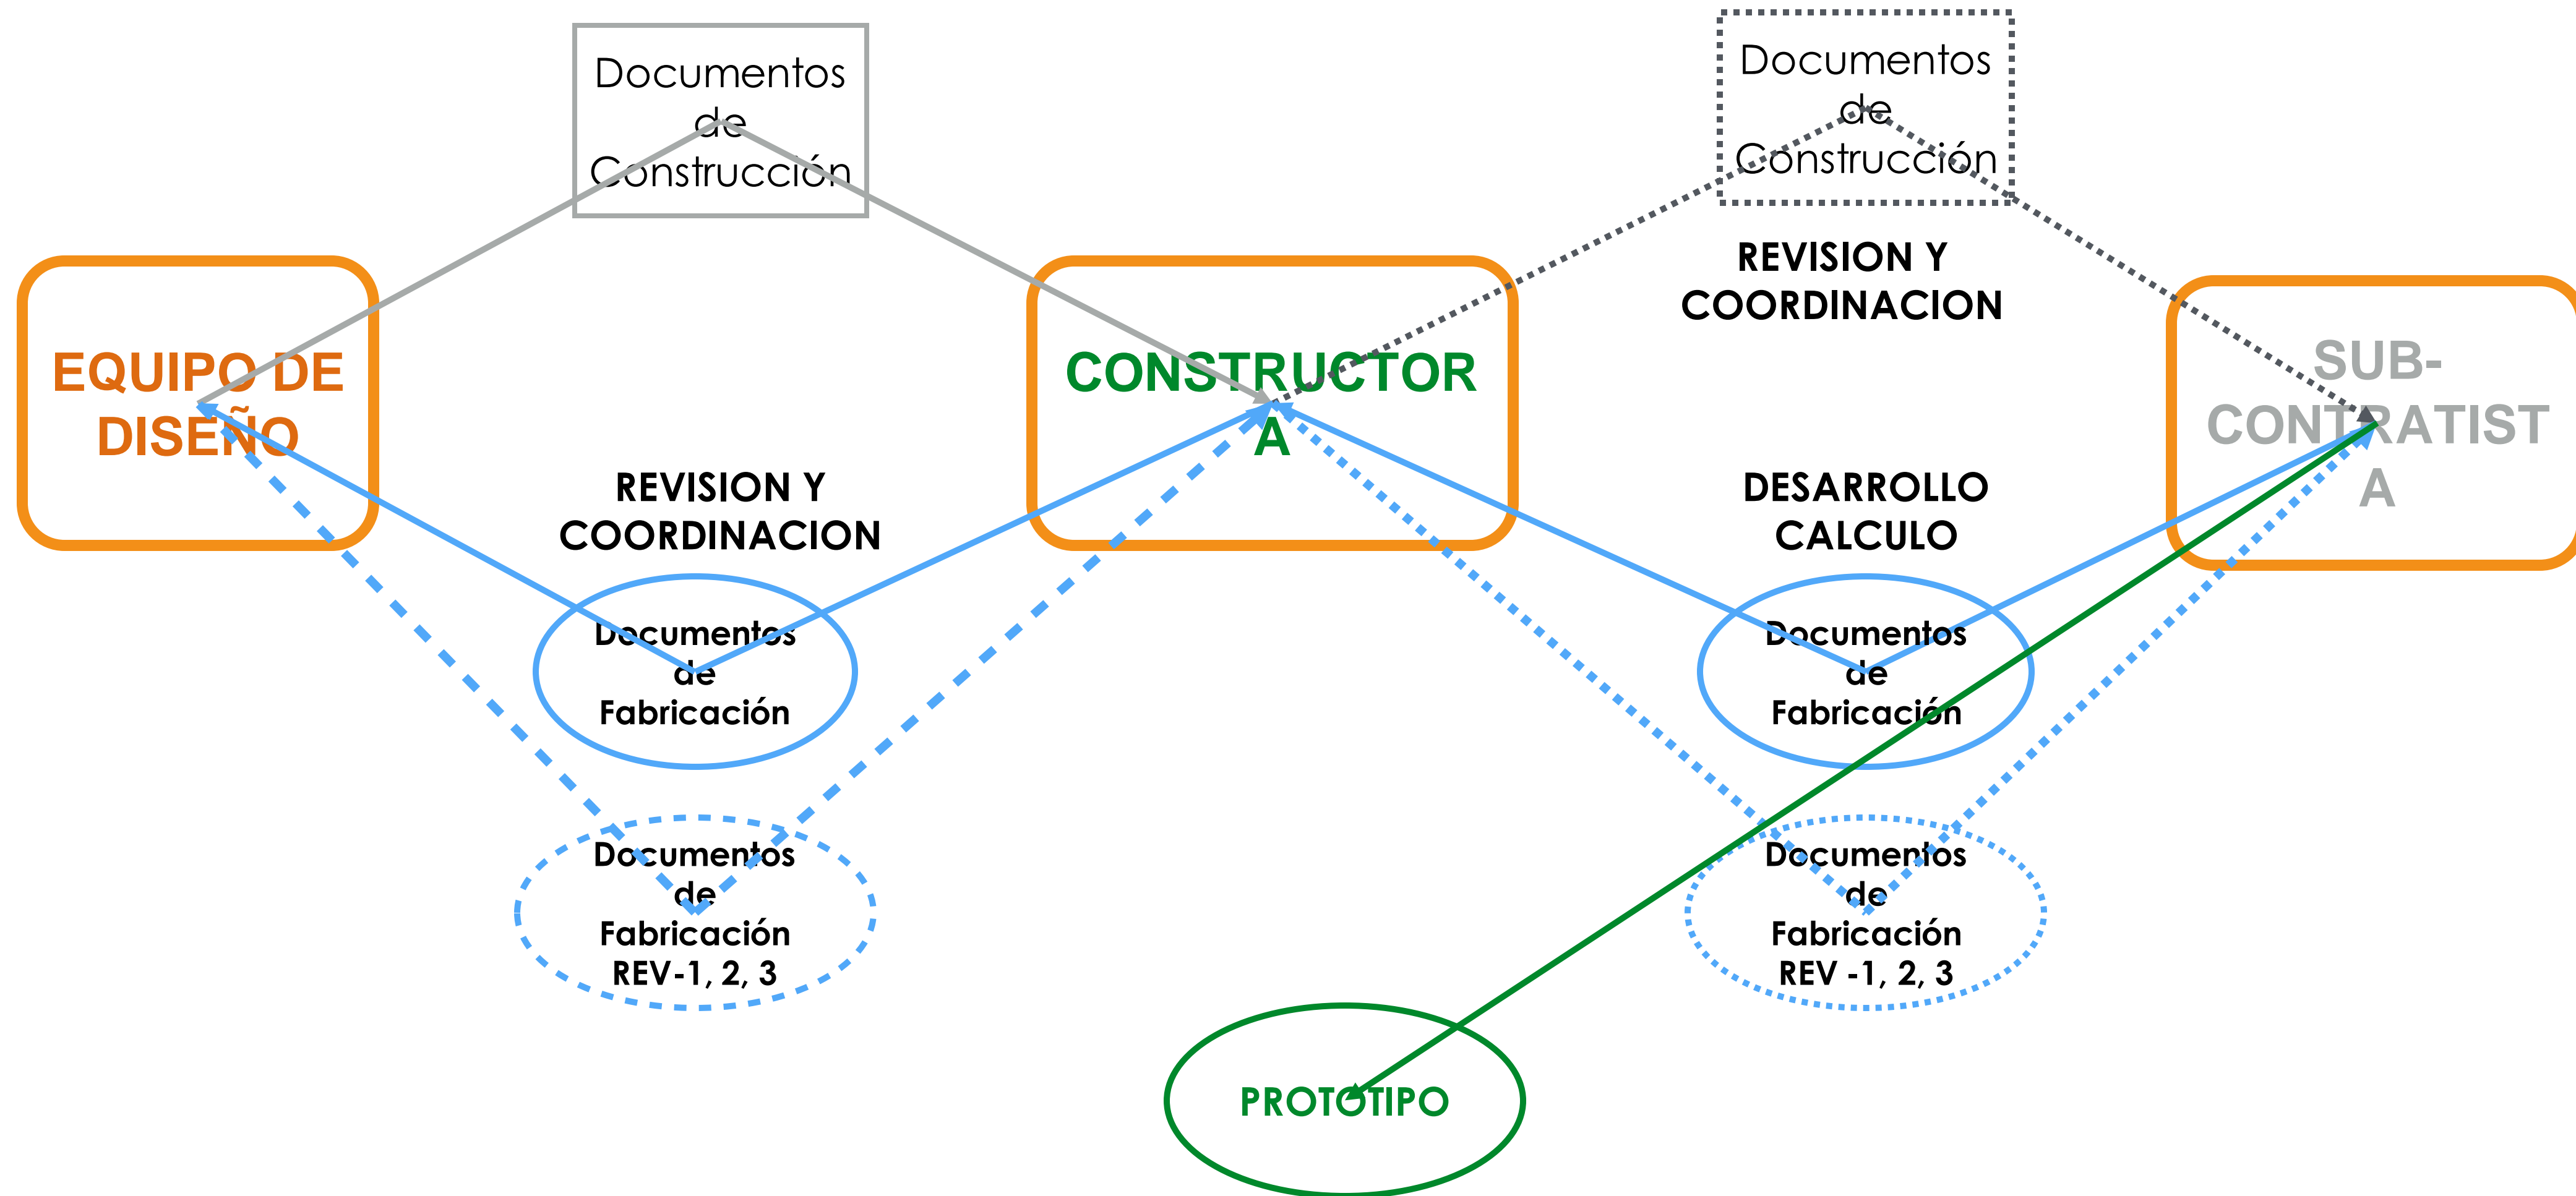 Documentos
de
Construcción
Documentos
de
Construcción
REVISION Y
COORDINACION
EQUIPO DE
DISEÑO
CONSTRUCTOR
A
SUB-
CONTRATIST
A
REVISION Y
COORDINACION
DESARROLLO
CALCULO
Documentos
de
Fabricación
Documentos
de
Fabricación
Documentos
de
Fabricación
REV-1, 2, 3
Documentos
de
Fabricación
REV -1, 2, 3
PROTOTIPO